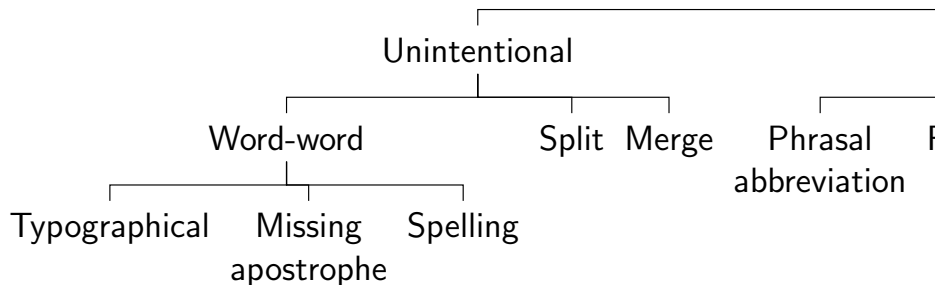 Unintentional
Word-word Split Merge Phrasal
abbreviation
Typographical Missing Spelling
apostrophe